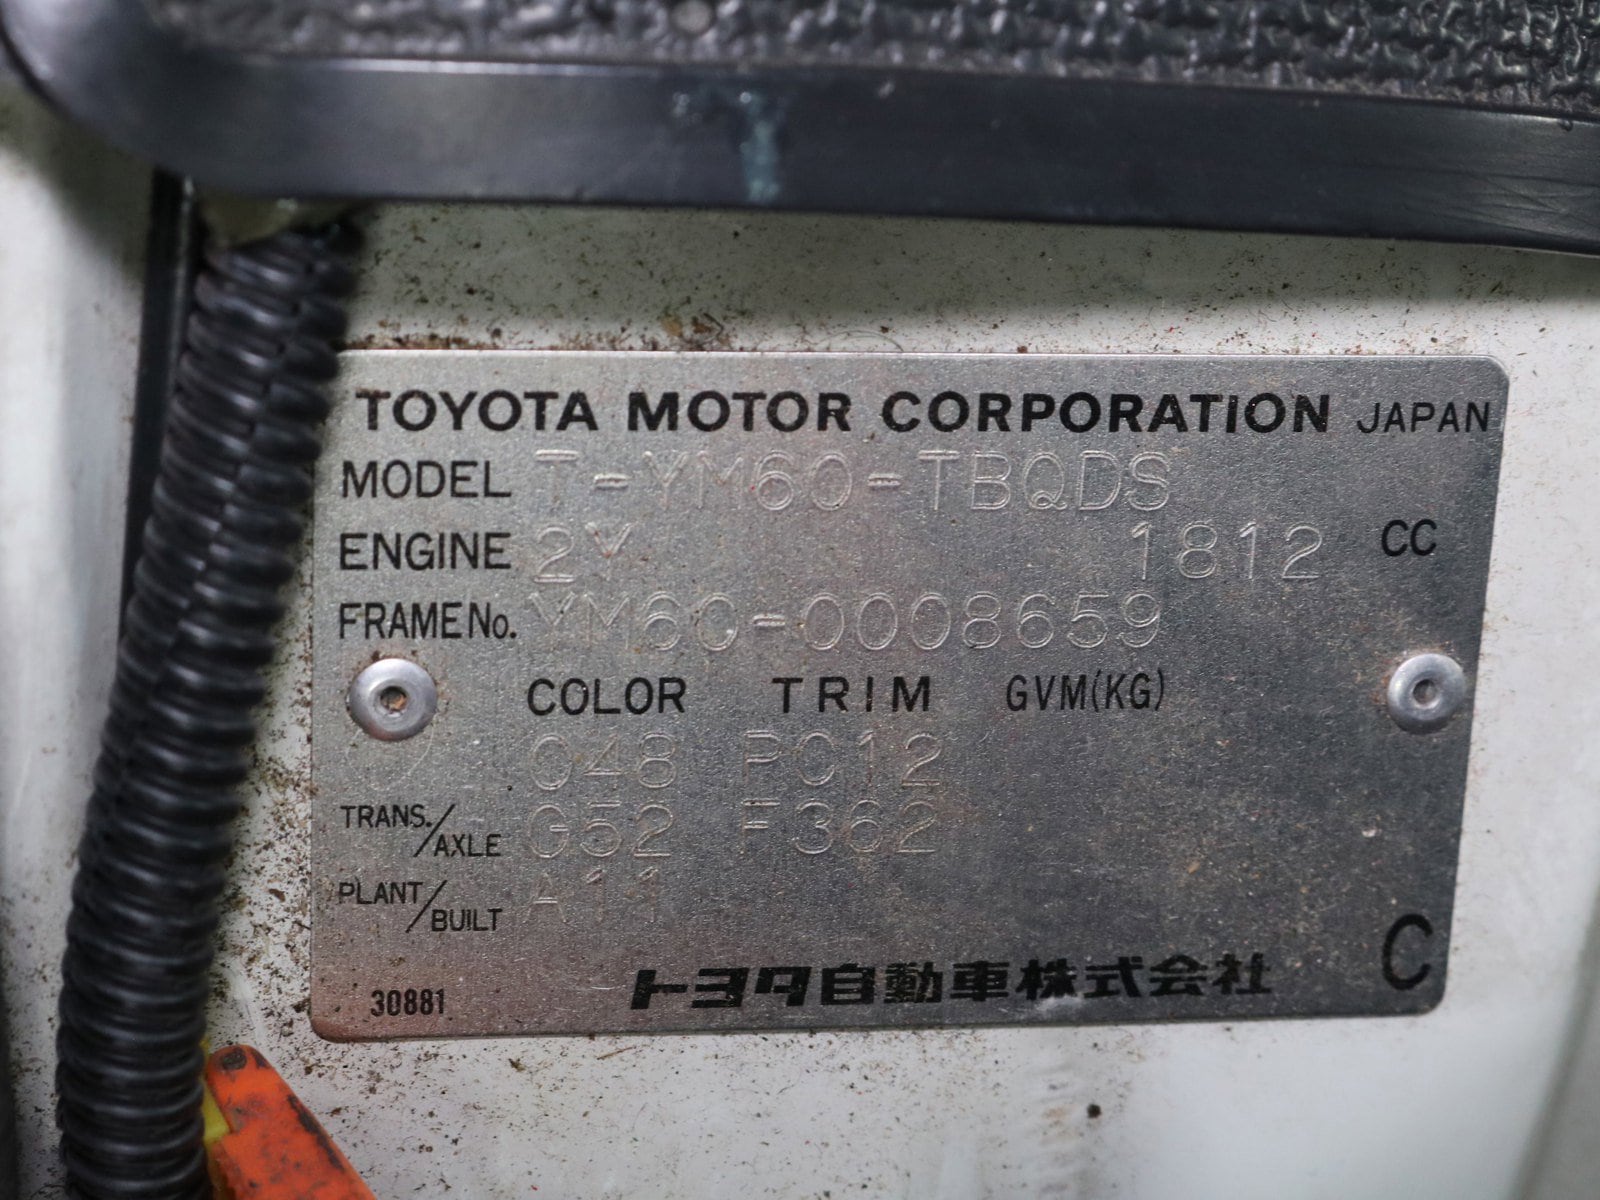 TOYOTA MOTOR CORPORATION JAPAN
MODEL T-YM60-TBQDS
ENGINE 2Y 1812 CC
FRAME No. YM60-0008659
COLOR TRIM GVM(KG)
048 PC12
TRANS./AXLE G52 F362
PLANT/BUILT A11
30881 トヨタ自動車株式会社 C